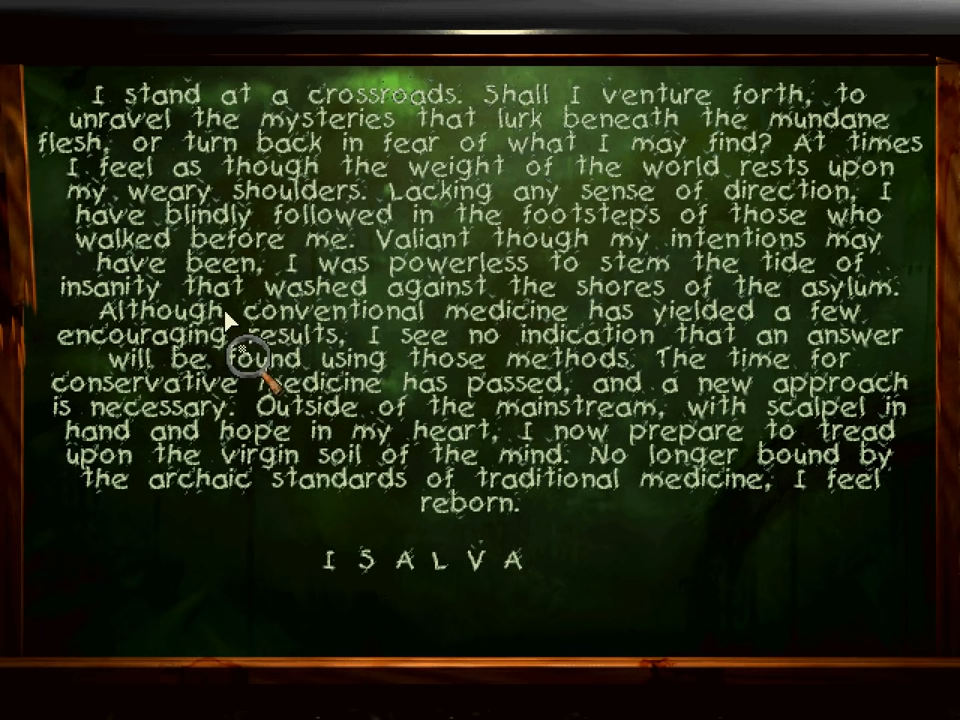 I stand at a crossroads. Shall I venture forth, to
unravel the mysteries that lurk beneath the mundane
flesh, or turn back in fear of what I may find? At times
I feel as though the weight of the world rests upon
my weary shoulders. Lacking any sense of direction, I
have blindly followed in the footsteps of those who
walked before me. Valiant though my intentions may
have been, I was powerless to stem the tide of
insanity that washed against the shores of the asylum.
Although conventional medicine has yielded a few
encouraging results, I see no indication that an answer
will be found using those methods. The time for
conservative medicine has passed, and a new approach
is necessary. Outside of the mainstream, with scalpel in
hand and hope in my heart, I now prepare to tread
upon the virgin soil of the mind. No longer bound by
the archaic standards of traditional medicine, I feel
reborn.
I S A L V A